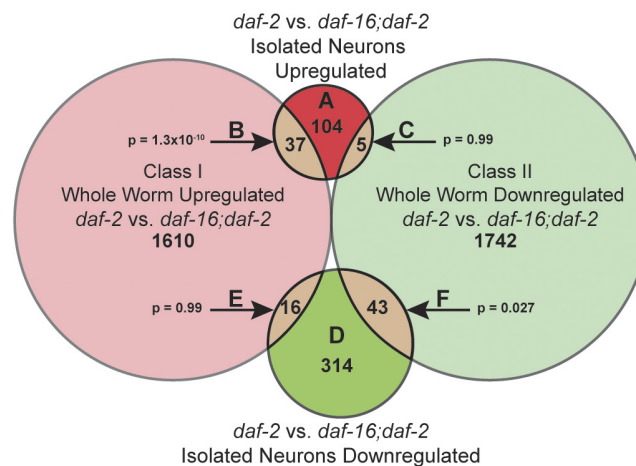 daf-2 vs. daf-16;daf-2
Isolated Neurons
Upregulated
A
104
B
C
p = 1.3x10⁻¹⁰
37
5
p = 0.99
Class I
Whole Worm Upregulated
daf-2 vs. daf-16;daf-2
1610
Class II
Whole Worm Downregulated
daf-2 vs. daf-16;daf-2
1742
E
F
p = 0.99
16
43
p = 0.027
D
314
daf-2 vs. daf-16;daf-2
Isolated Neurons Downregulated